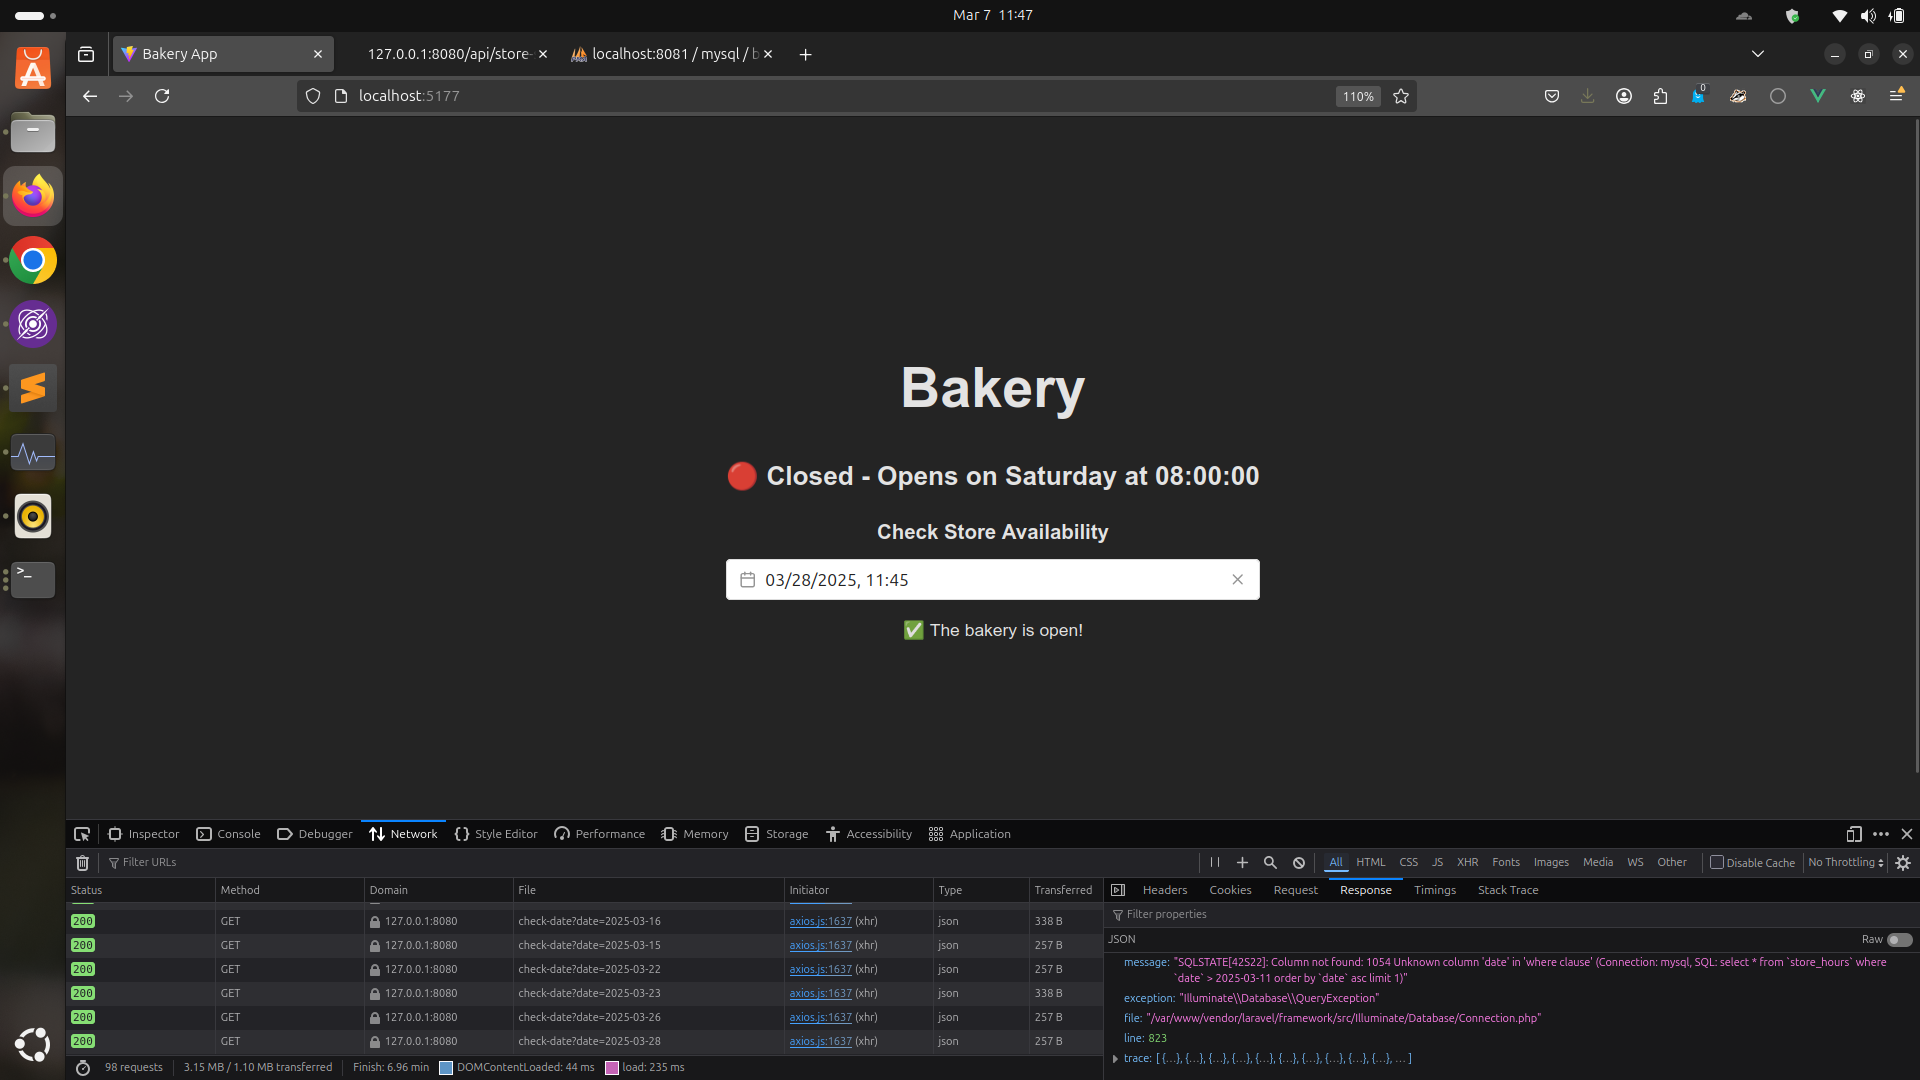 Mar 7 11:47
Bakery App
127.0.0.1:8080/api/store-
localhost:8081 / mysql / b
localhost:5177
110%
0
Bakery
Closed - Opens on Saturday at 08:00:00
Check Store Availability
03/28/2025, 11:45
The bakery is open!
Inspector Console Debugger Network Style Editor Performance Memory Storage Accessibility Application
Filter URLs
All HTML CSS JS XHR Fonts Images Media WS Other Disable Cache No Throttling
Status Method Domain File Initiator Type Transferred
200 GET 127.0.0.1:8080 check-date?date=2025-03-16 axios.js:1637 (xhr) json 338 B
200 GET 127.0.0.1:8080 check-date?date=2025-03-15 axios.js:1637 (xhr) json 257 B
200 GET 127.0.0.1:8080 check-date?date=2025-03-22 axios.js:1637 (xhr) json 257 B
200 GET 127.0.0.1:8080 check-date?date=2025-03-23 axios.js:1637 (xhr) json 338 B
200 GET 127.0.0.1:8080 check-date?date=2025-03-26 axios.js:1637 (xhr) json 257 B
200 GET 127.0.0.1:8080 check-date?date=2025-03-28 axios.js:1637 (xhr) json 257 B
98 requests 3.15 MB / 1.10 MB transferred Finish: 6.96 min DOMContentLoaded: 44 ms load: 235 ms
Headers Cookies Request Response Timings Stack Trace
Filter properties
JSON Raw
message: "SQLSTATE[42S22]: Column not found: 1054 Unknown column 'date' in 'where clause' (Connection: mysql, SQL: select * from `store_hours` where
`date` > 2025-03-11 order by `date` asc limit 1)"
exception: "Illuminate\\Database\\QueryException"
file: "/var/www/vendor/laravel/framework/src/Illuminate/Database/Connection.php"
line: 823
trace: [ {…}, {…}, {…}, {…}, {…}, {…}, {…}, {…}, {…}, {…}, … ]